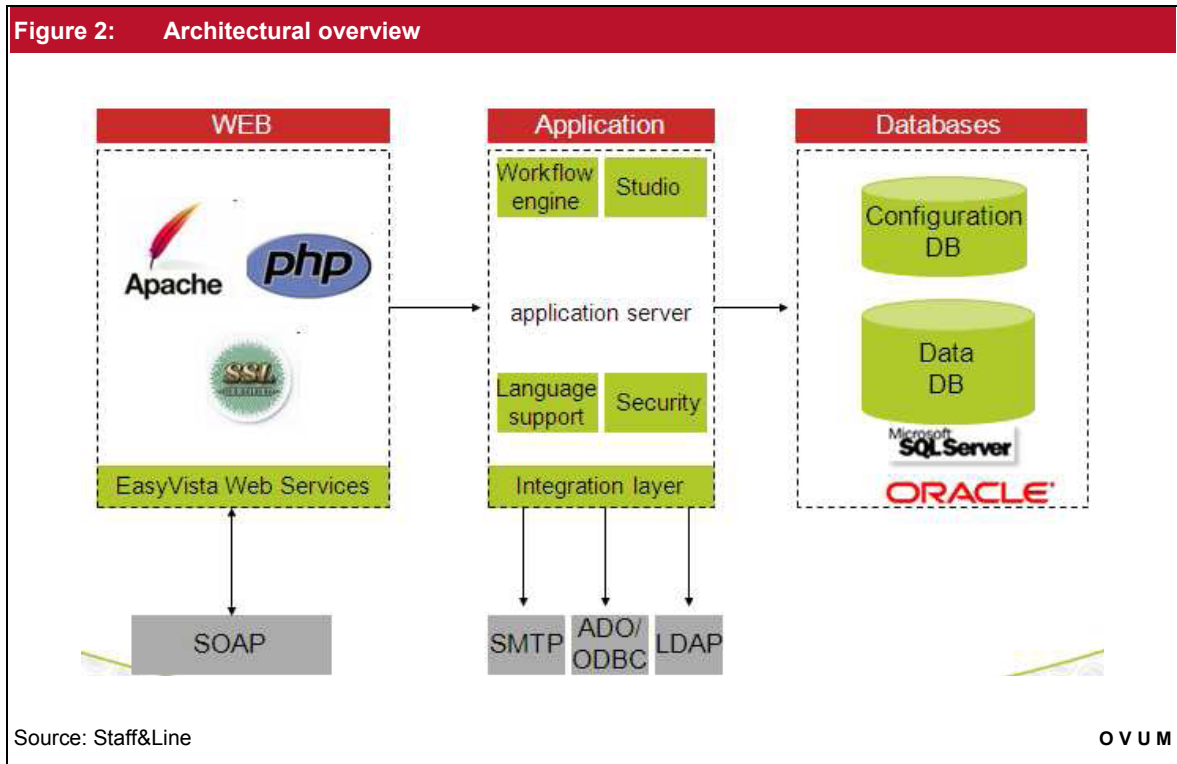 Figure 2: Architectural overview
WEB
Apache
php
SSL
EasyVista Web Services
SOAP
Application
Workflow
engine
Studio
application server
Language
support
Security
Integration layer
SMTP
ADO/
ODBC
LDAP
Databases
Configuration
DB
Data
DB
Microsoft
SQL Server
ORACLE
Source: Staff&Line
OVUM